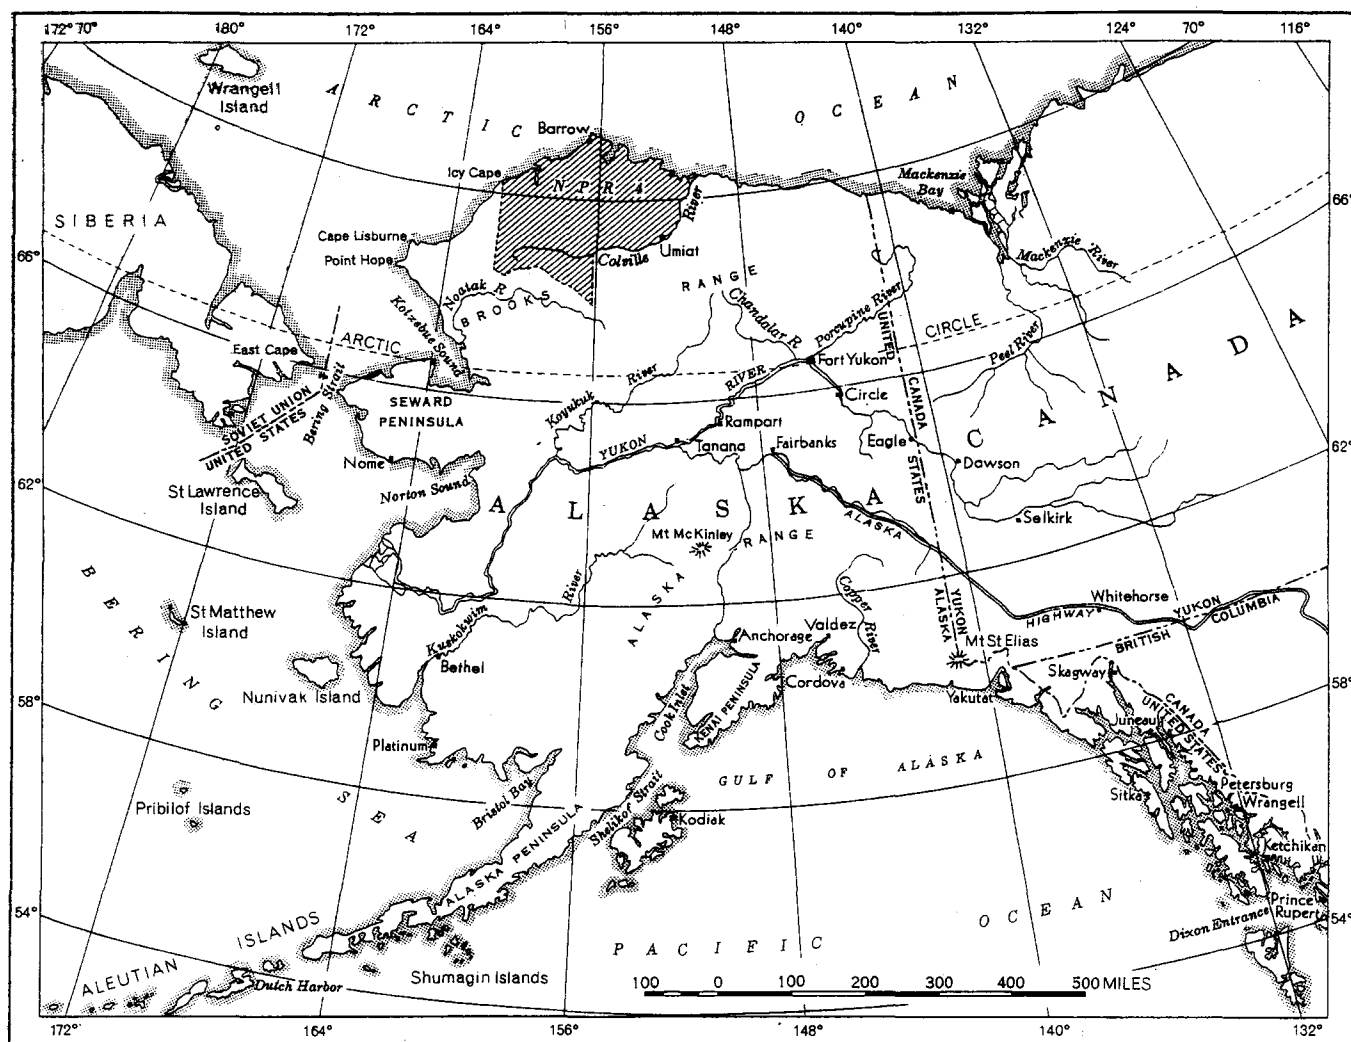 172° 70°
180°
172°
164°
156°
148°
140°
132°
124°
70°
116°
Wrangell
Island
ARCTIC
OCEAN
Barrow
Icy Cape
NPR4
River
Mackenzie
Bay
SIBERIA
66°
66°
Cape Lisburne
Point Hope
Umiat
Colville
Mackenzie River
Noatak R
BROOKS
RANGE
Chandalar R
Porcupine River
Kotzebue Sound
ARCTIC
CIRCLE
UNITED STATES
CANADA
Peel River
CANADA
East Cape
Fort Yukon
SOVIET UNION
UNITED STATES
Bering Strait
SEWARD
PENINSULA
Koyukuk
River
YUKON
RIVER
Circle
Rampart
Tanana
Fairbanks
Eagle
Dawson
62°
62°
Nome
Norton Sound
St Lawrence
Island
ALASKA
Selkirk
Mt McKinley
ALASKA
RANGE
ALASKA
HIGHWAY
BERING
SEA
St Matthew
Island
Kuskokwim
River
Copper
River
YUKON
ALASKA
Whitehorse
YUKON
BRITISH
COLUMBIA
Bethel
Anchorage
Valdez
Mt St Elias
Nunivak Island
Cordova
Yakutat
Skagway
58°
58°
Cook Inlet
KENAI PENINSULA
CANADA
UNITED STATES
Juneau
Platinum
GULF OF ALASKA
Bristol Bay
Shelikof Strait
Sitka
Petersburg
Wrangell
Pribilof Islands
Kodiak
Ketchikan
ALASKA PENINSULA
54°
54°
Prince
Rupert
Dixon Entrance
ALEUTIAN
ISLANDS
PACIFIC
OCEAN
Shumagin Islands
Dutch Harbor
100 0 100 200 300 400 500 MILES
172°
164°
156°
148°
140°
132°